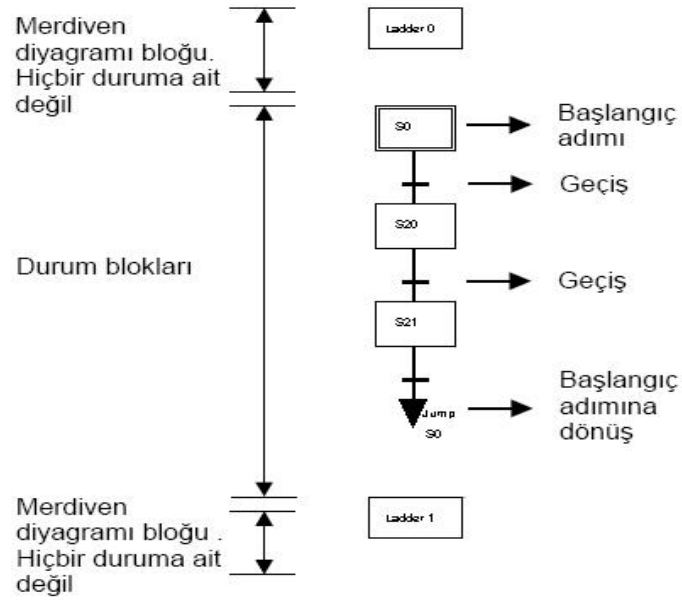 Merdiven
diyagramı bloğu.
Hiçbir duruma ait
değil
Ladder 0
S0
Başlangıç
adımı
Geçiş
S20
Durum blokları
Geçiş
S21
Başlangıç
adımına
dönüş
Jump
S0
Merdiven
diyagramı bloğu .
Hiçbir duruma ait
değil
Ladder 1